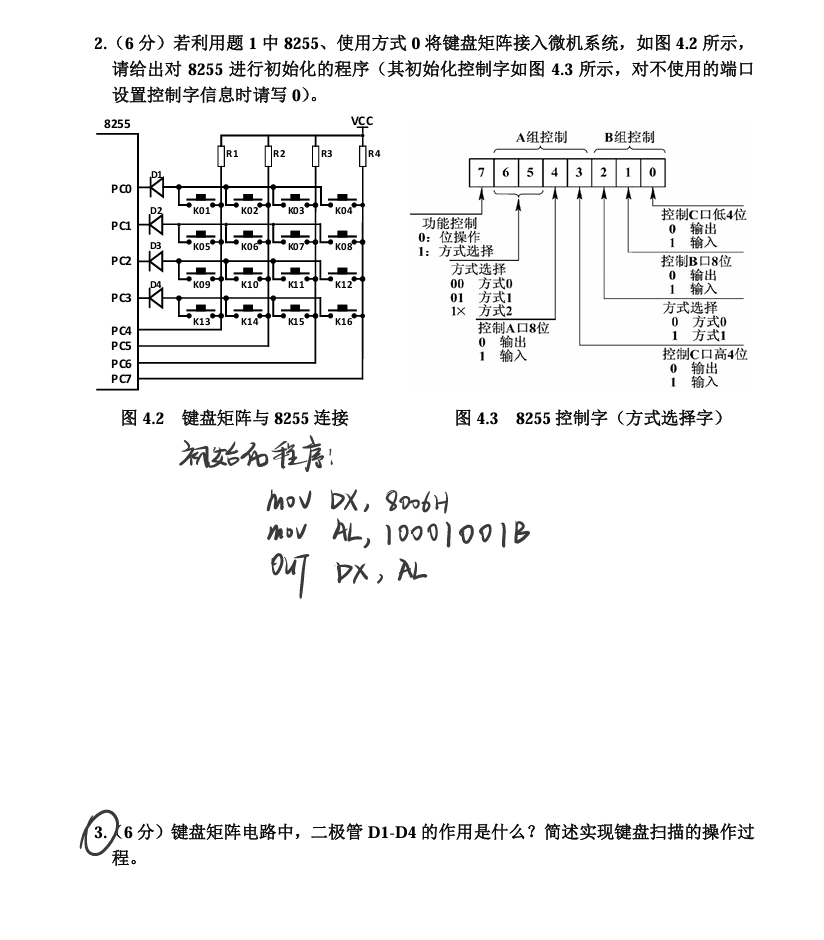 2.（6 分）若利用题 1 中 8255、使用方式 0 将键盘矩阵接入微机系统，如图 4.2 所示，
请给出对 8255 进行初始化的程序（其初始化控制字如图 4.3 所示，对不使用的端口
设置控制字信息时请写 0）。
8255
VCC
R1 R2 R3 R4
PC0 D1 K01 K02 K03 K04
PC1 D2 K05 K06 K07 K08
PC2 D3 K09 K10 K11 K12
PC3 D4 K13 K14 K15 K16
PC4
PC5
PC6
PC7
A组控制 B组控制
7 6 5 4 3 2 1 0
功能控制
0：位操作
1：方式选择
方式选择
00 方式0
01 方式1
1× 方式2
控制A口8位
0 输出
1 输入
控制C口低4位
0 输出
1 输入
控制B口8位
0 输出
1 输入
方式选择
0 方式0
1 方式1
控制C口高4位
0 输出
1 输入
图 4.2 键盘矩阵与 8255 连接
图 4.3 8255 控制字（方式选择字）
初始化程序：
mov DX, 8006H
mov AL, 10001001B
OUT DX, AL
3.（6 分）键盘矩阵电路中，二极管 D1-D4 的作用是什么？简述实现键盘扫描的操作过
程。